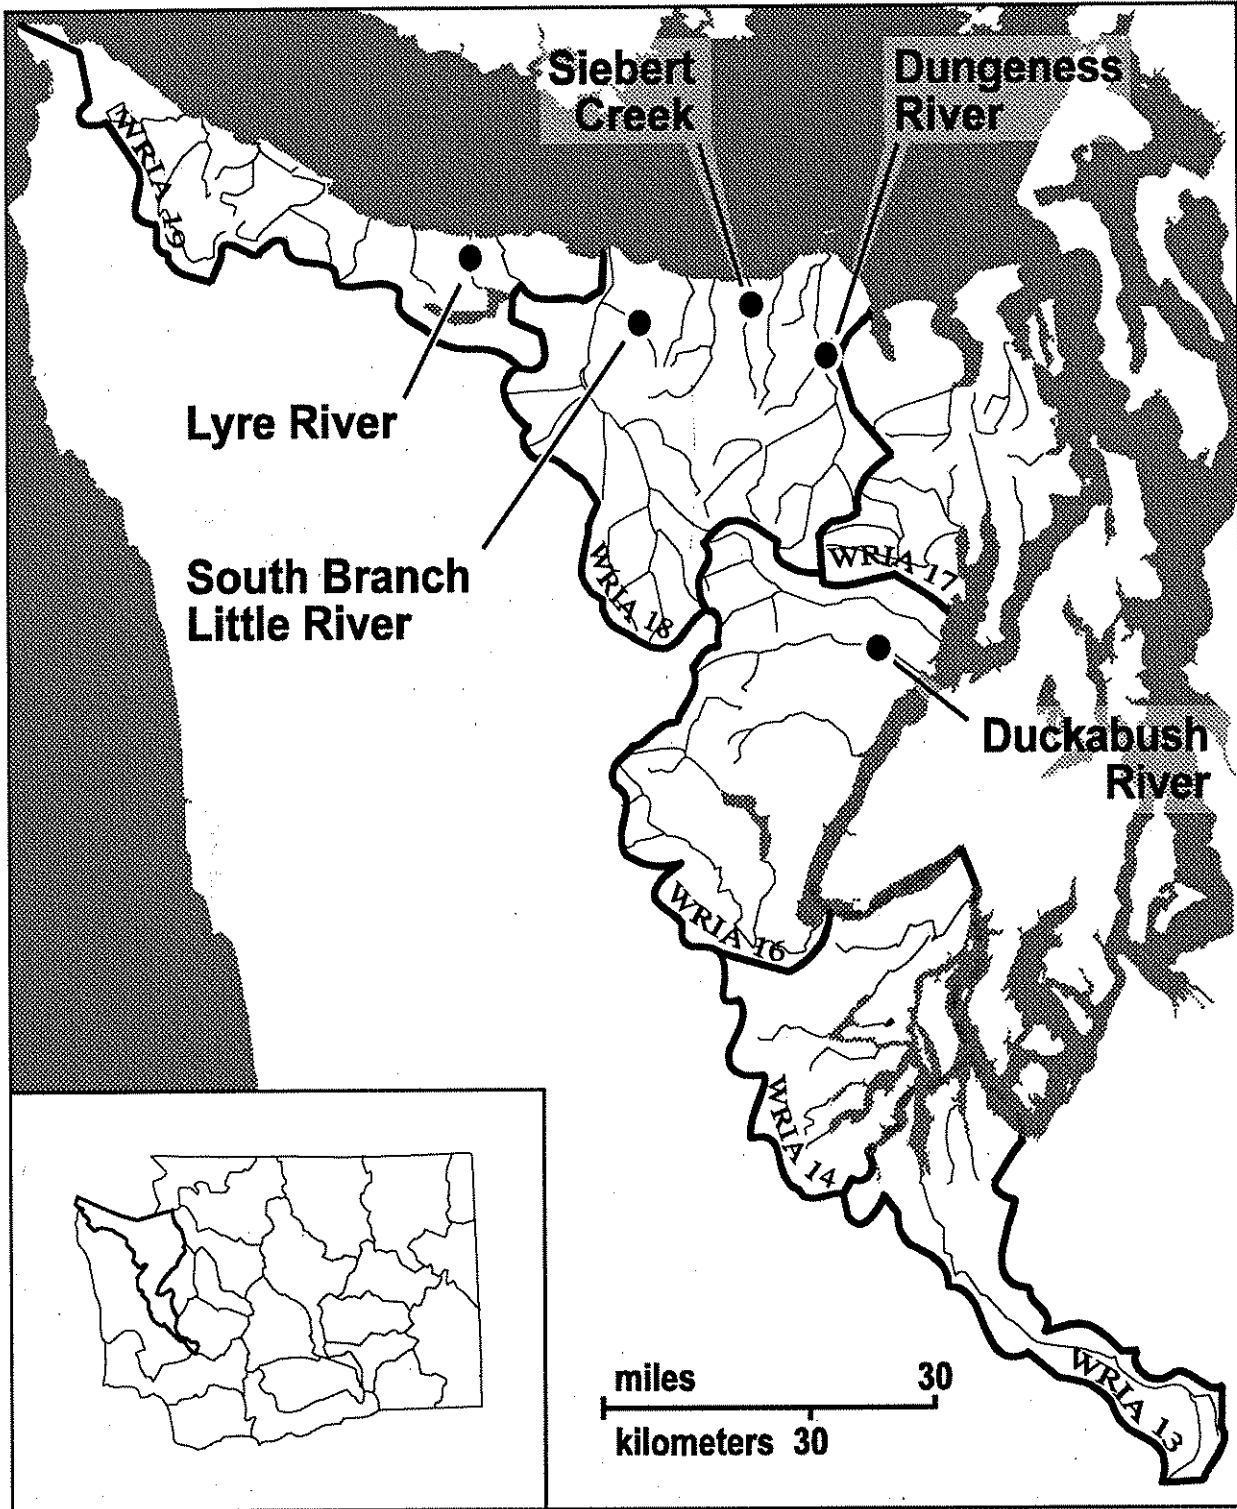 Siebert
Creek
Dungeness
River
WRIA 19
Lyre River
South Branch
Little River
WRIA 18
WRIA 17
Duckabush
River
WRIA 16
WRIA 14
miles 30
kilometers 30
WRIA 13